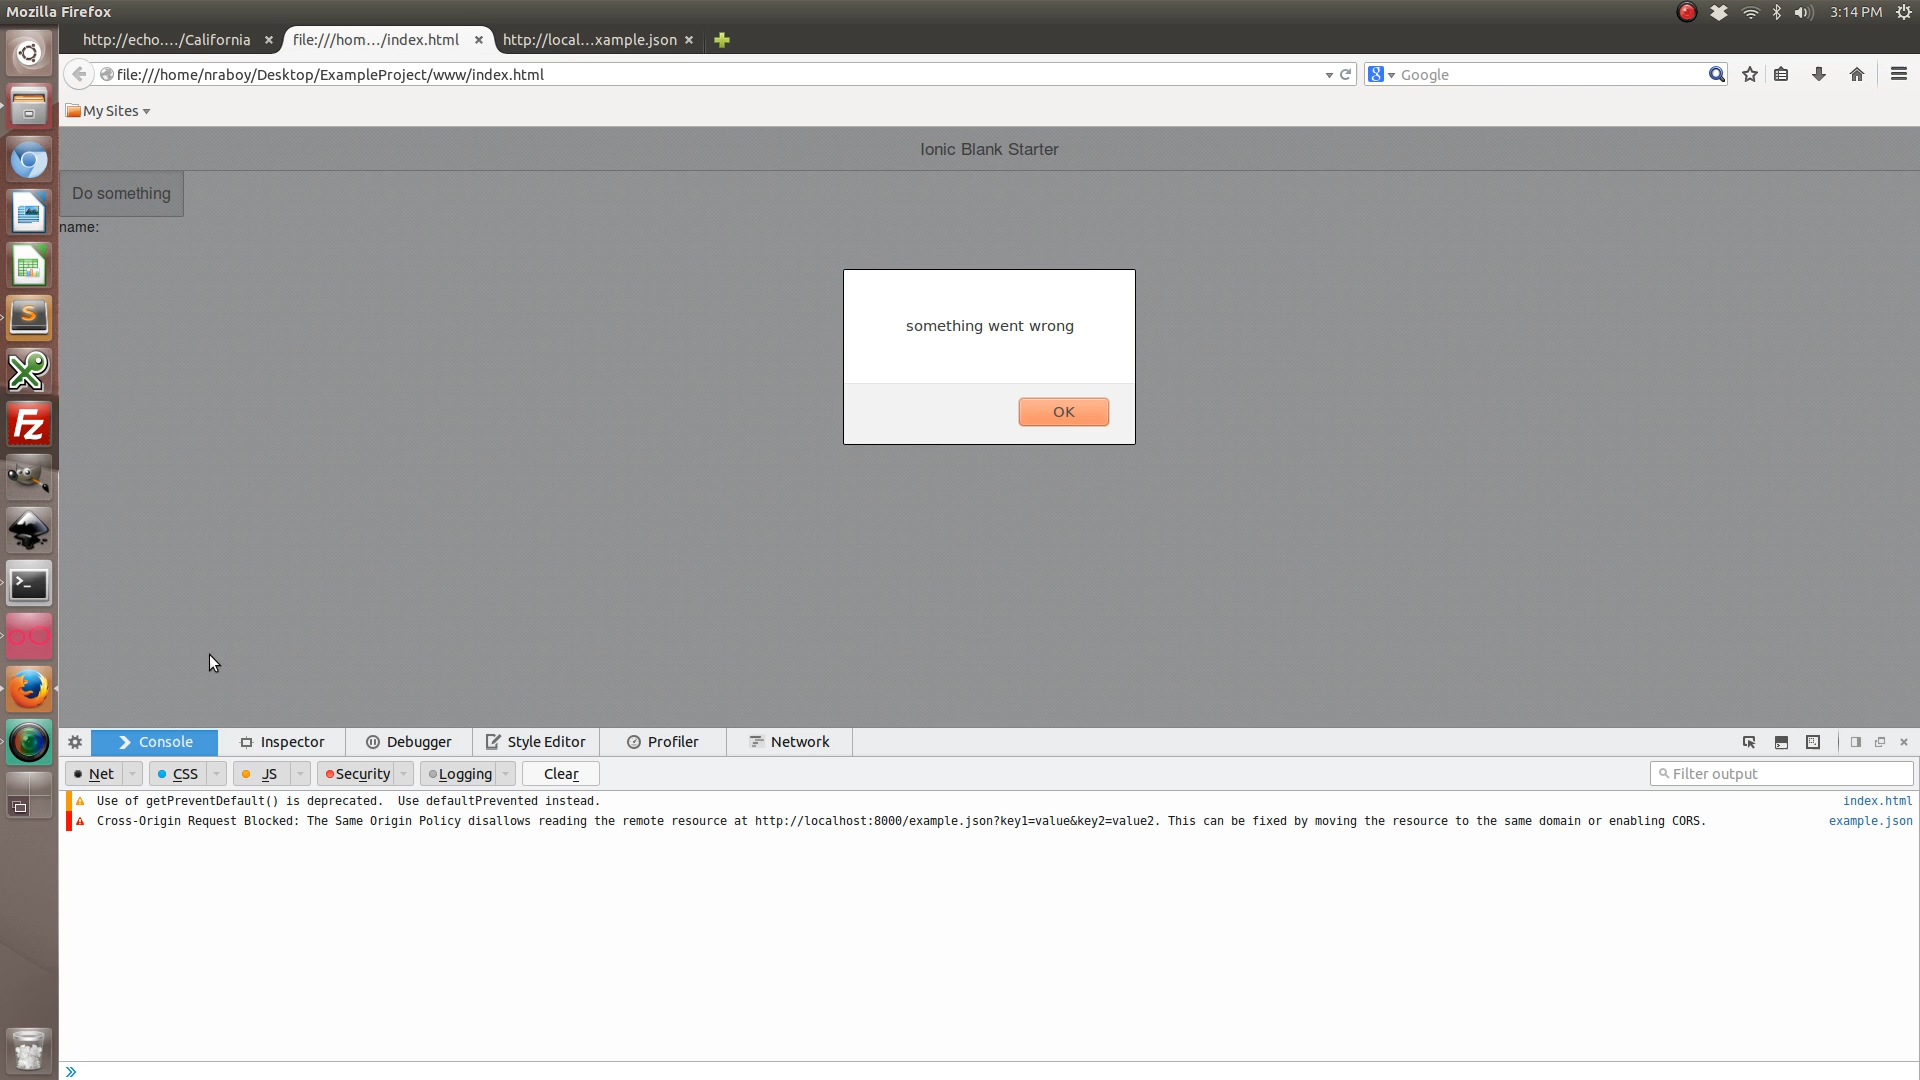 Mozilla Firefox
3:14 PM
http://echo..../California
file:///hom.../index.html
http://local...xample.json
file:///home/nraboy/Desktop/ExampleProject/www/index.html
Google
My Sites
Ionic Blank Starter
Do something
name:
something went wrong
OK
Console
Inspector
Debugger
Style Editor
Profiler
Network
Net
CSS
JS
Security
Logging
Clear
Filter output
Use of getPreventDefault() is deprecated.  Use defaultPrevented instead.
index.html
Cross-Origin Request Blocked: The Same Origin Policy disallows reading the remote resource at http://localhost:8000/example.json?key1=value&key2=value2. This can be fixed by moving the resource to the same domain or enabling CORS.
example.json